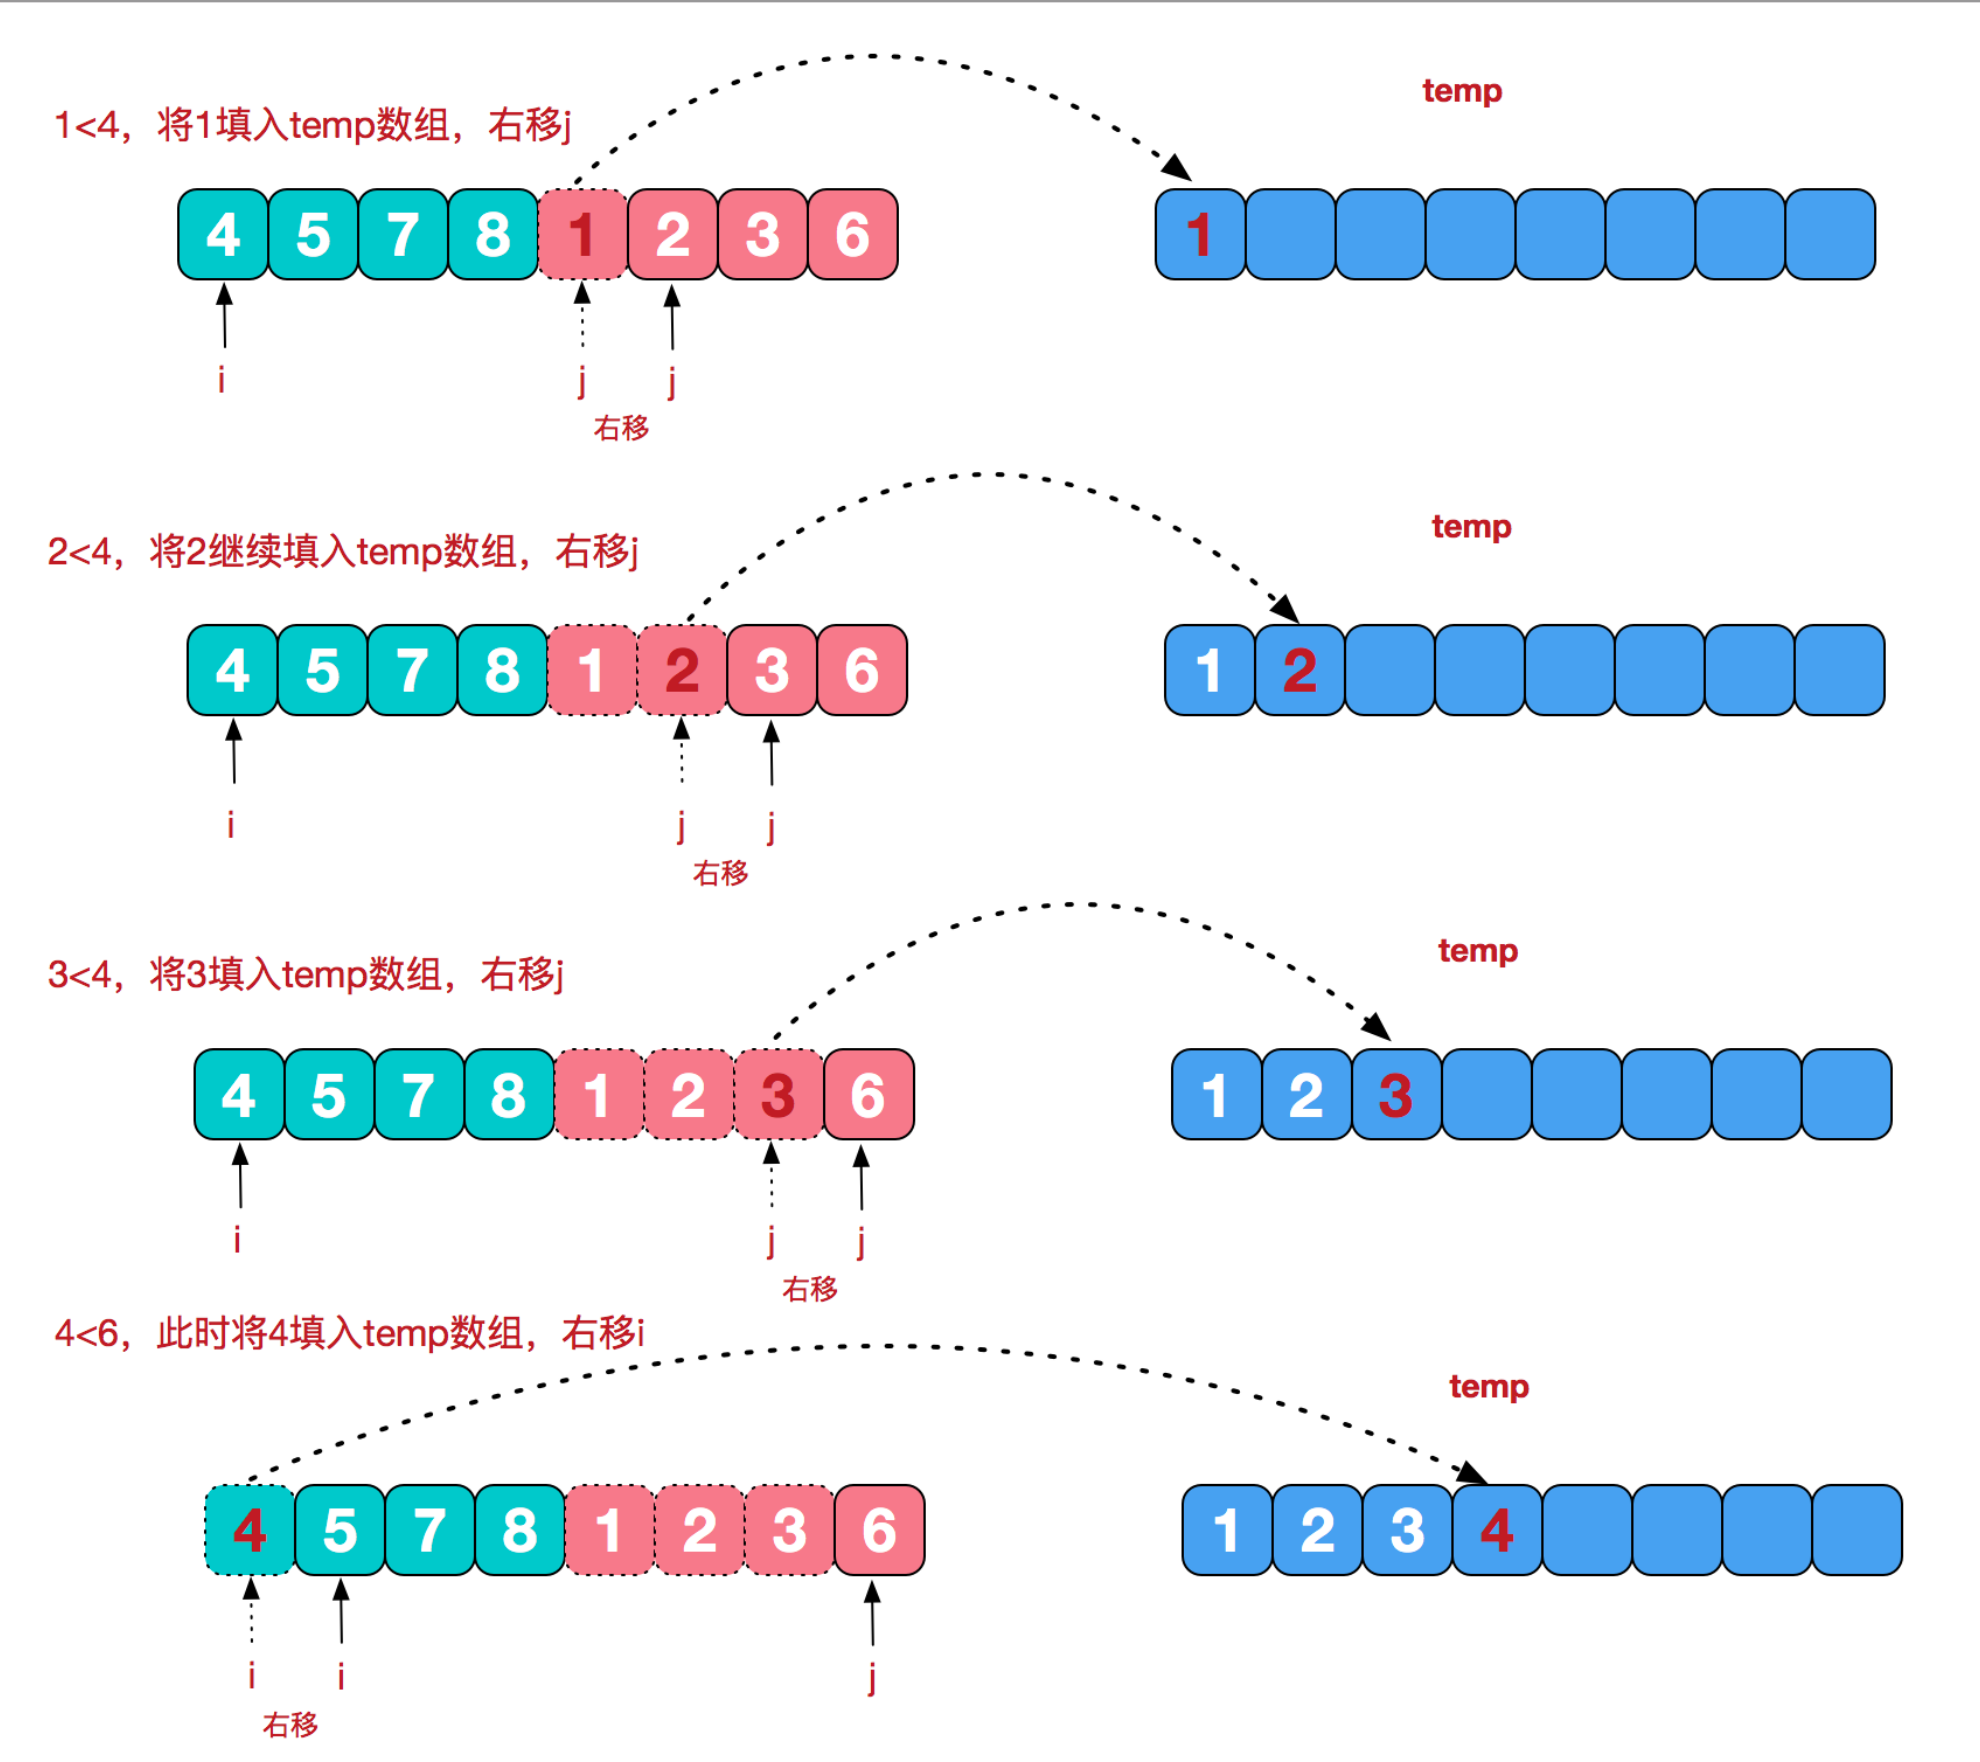 temp
1<4，将1填入temp数组，右移j
4 5 7 8 1 2 3 6
1
i j j
右移
temp
2<4，将2继续填入temp数组，右移j
4 5 7 8 1 2 3 6
1 2
i j j
右移
temp
3<4，将3填入temp数组，右移j
4 5 7 8 1 2 3 6
1 2 3
i j j
右移
4<6，此时将4填入temp数组，右移i
temp
4 5 7 8 1 2 3 6
1 2 3 4
i i j
右移